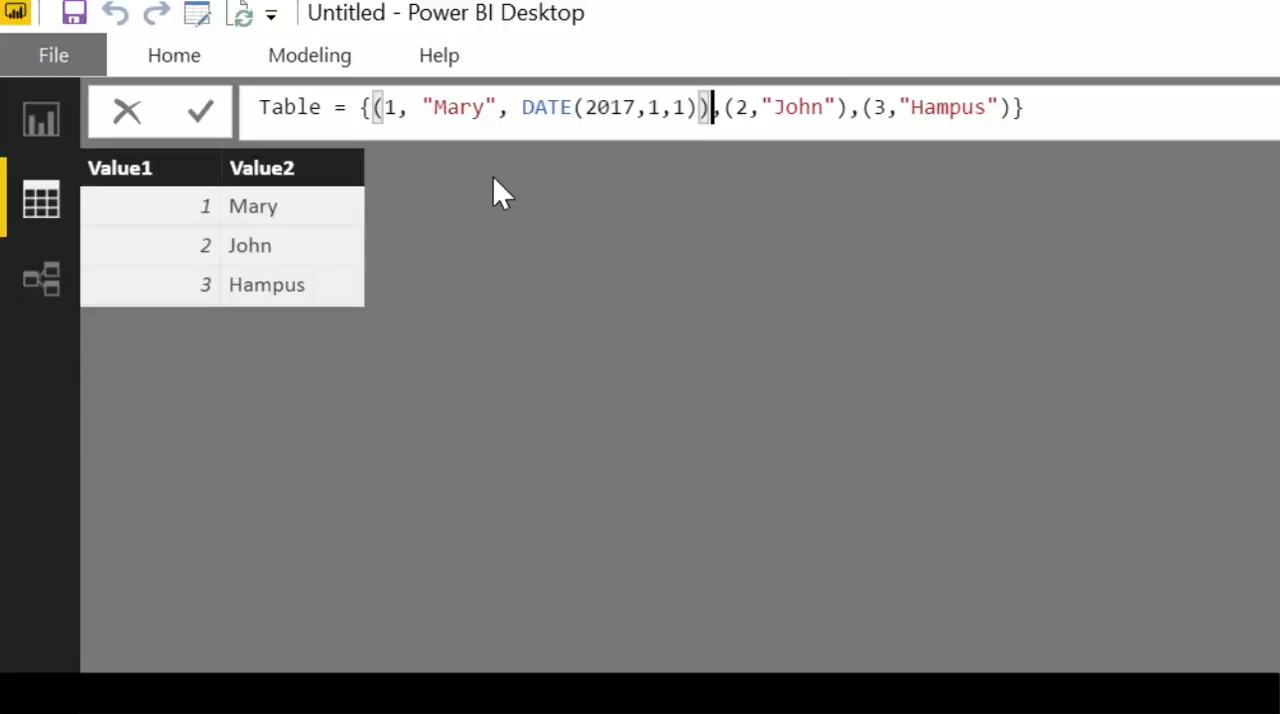 Untitled - Power BI Desktop
File Home Modeling Help
Table = {(1, "Mary", DATE(2017,1,1)),(2,"John"),(3,"Hampus")}
Value1 Value2
1 Mary
2 John
3 Hampus